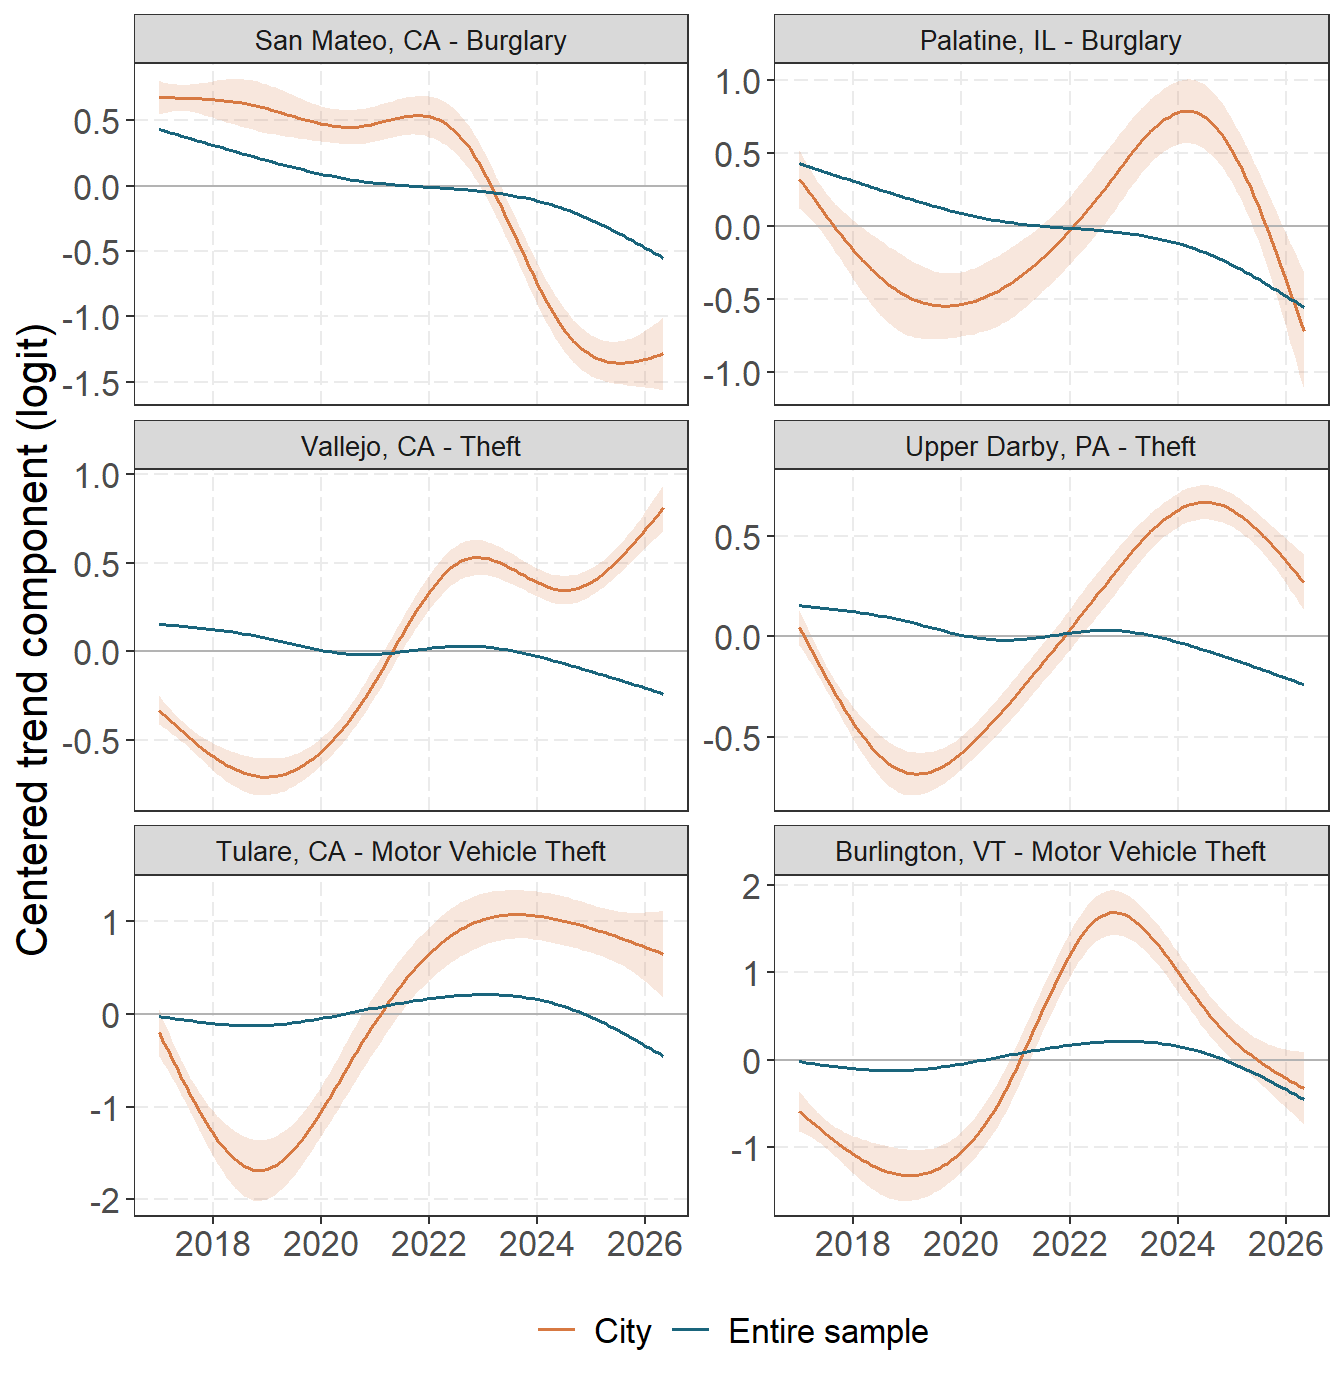 Centered trend component (logit)
San Mateo, CA - Burglary
0.5
0.0
-0.5
-1.0
-1.5
Palatine, IL - Burglary
1.0
0.5
0.0
-0.5
-1.0
Vallejo, CA - Theft
1.0
0.5
0.0
-0.5
Upper Darby, PA - Theft
0.5
0.0
-0.5
Tulare, CA - Motor Vehicle Theft
1
0
-1
-2
2018 2020 2022 2024 2026
Burlington, VT - Motor Vehicle Theft
2
1
0
-1
2018 2020 2022 2024 2026
City Entire sample